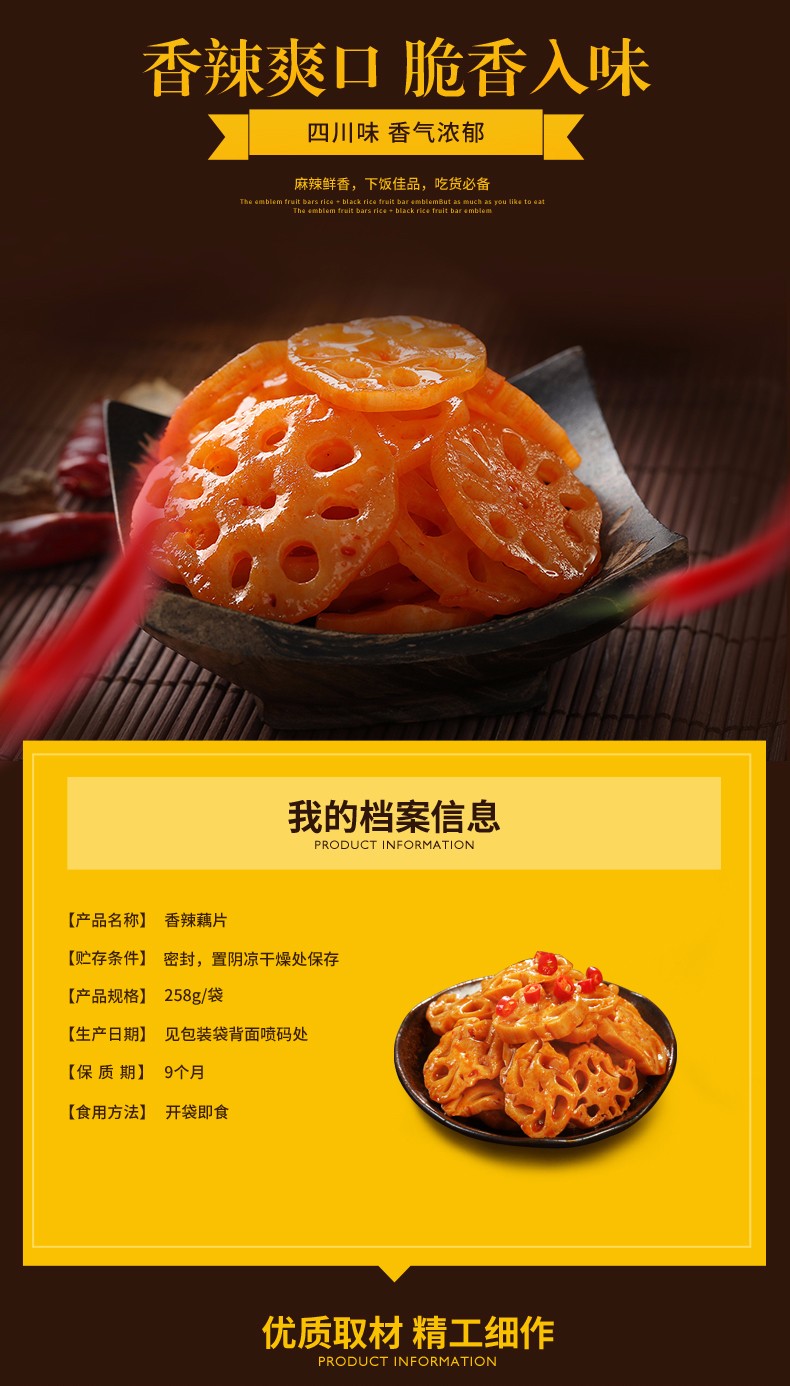 香辣爽口 脆香入味
四川味 香气浓郁
麻辣鲜香，下饭佳品，吃货必备
The emblem fruit bars rice + black rice fruit bar emblemBut as much as you like to eat
The emblem fruit bars rice + black rice fruit bar emblem
我的档案信息
PRODUCT INFORMATION
【产品名称】 香辣藕片
【贮存条件】 密封，置阴凉干燥处保存
【产品规格】 258g/袋
【生产日期】 见包装袋背面喷码处
【保 质 期】 9个月
【食用方法】 开袋即食
优质取材 精工细作
PRODUCT INFORMATION